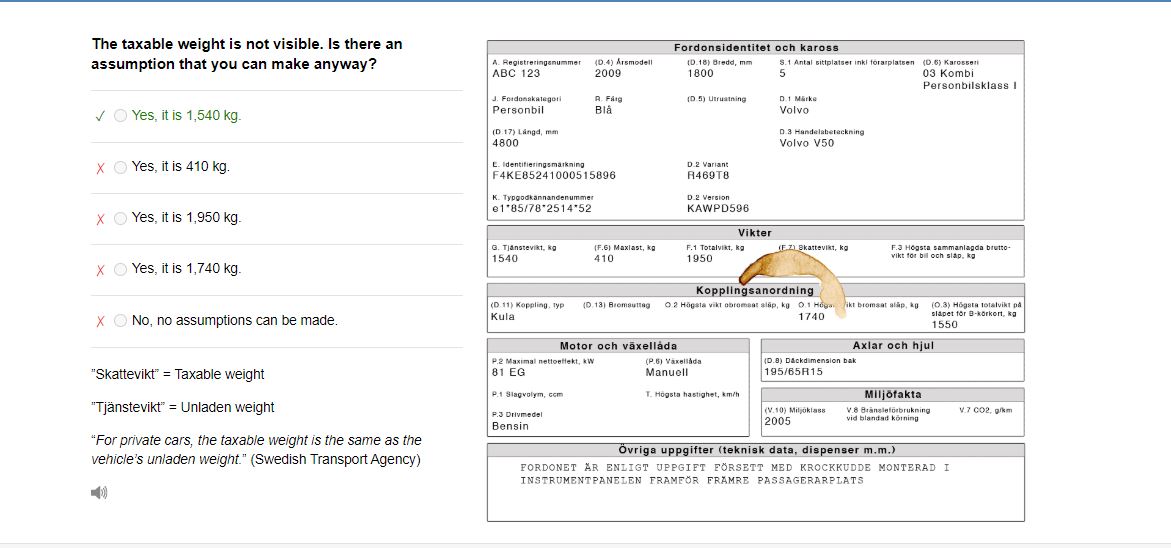 The taxable weight is not visible. Is there an
assumption that you can make anyway?
Yes, it is 1,540 kg.
Yes, it is 410 kg.
Yes, it is 1,950 kg.
Yes, it is 1,740 kg.
No, no assumptions can be made.
"Skattevikt" = Taxable weight
"Tjänstevikt" = Unladen weight
"For private cars, the taxable weight is the same as the
vehicle's unladen weight." (Swedish Transport Agency)
Fordonsidentitet och kaross
A. Registreringsnummer (D.4) Årsmodell (D.18) Bredd, mm S.1 Antal sittplatser inkl förarplatsen (D.6) Karosseri
ABC 123 2009 1800 5 03 Kombi
Personbilsklass I
J. Fordonskategori R. Färg (D.5) Utrustning D.1 Märke
Personbil Blå Volvo
(D.17) Längd, mm D.3 Handelsbeteckning
4800 Volvo V50
E. Identifieringsmärkning D.2 Variant
F4KE85241000515896 R469T8
K. Typgodkännandenummer D.2 Version
e1*85/78*2514*52 KAWPD596
Vikter
G. Tjänstevikt, kg (F.6) Maxlast, kg F.1 Totalvikt, kg (F.7) Skattevikt, kg F.3 Högsta sammanlagda brutto-
vikt för bil och släp, kg
1540 410 1950
Kopplingsanordning
(D.11) Koppling, typ (D.13) Bromsuttag O.2 Högsta vikt obromsat släp, kg O.1 Högs ikt bromsat släp, kg (O.3) Högsta totalvikt på
släpet för B-körkort, kg
Kula 1740 1550
Motor och växellåda
P.2 Maximal nettoeffekt, kW (P.6) Växellåda
81 EG Manuell
P.1 Slagvolym, ccm T. Högsta hastighet, km/h
P.3 Drivmedel
Bensin
Axlar och hjul
(D.8) Däckdimension bak
195/65R15
Miljöfakta
(V.10) Miljöklass V.8 Bränsleförbrukning
vid blandad körning V.7 CO2, g/km
2005
Övriga uppgifter (teknisk data, dispenser m.m.)
FORDONET ÄR ENLIGT UPPGIFT FÖRSETT MED KROCKKUDDE MONTERAD I
INSTRUMENTPANELEN FRAMFÖR FRÄMRE PASSAGERARPLATS